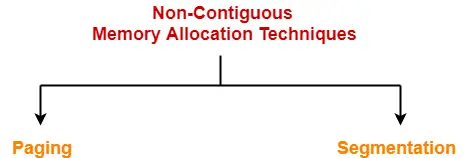 Non-Contiguous
Memory Allocation Techniques
Paging
Segmentation